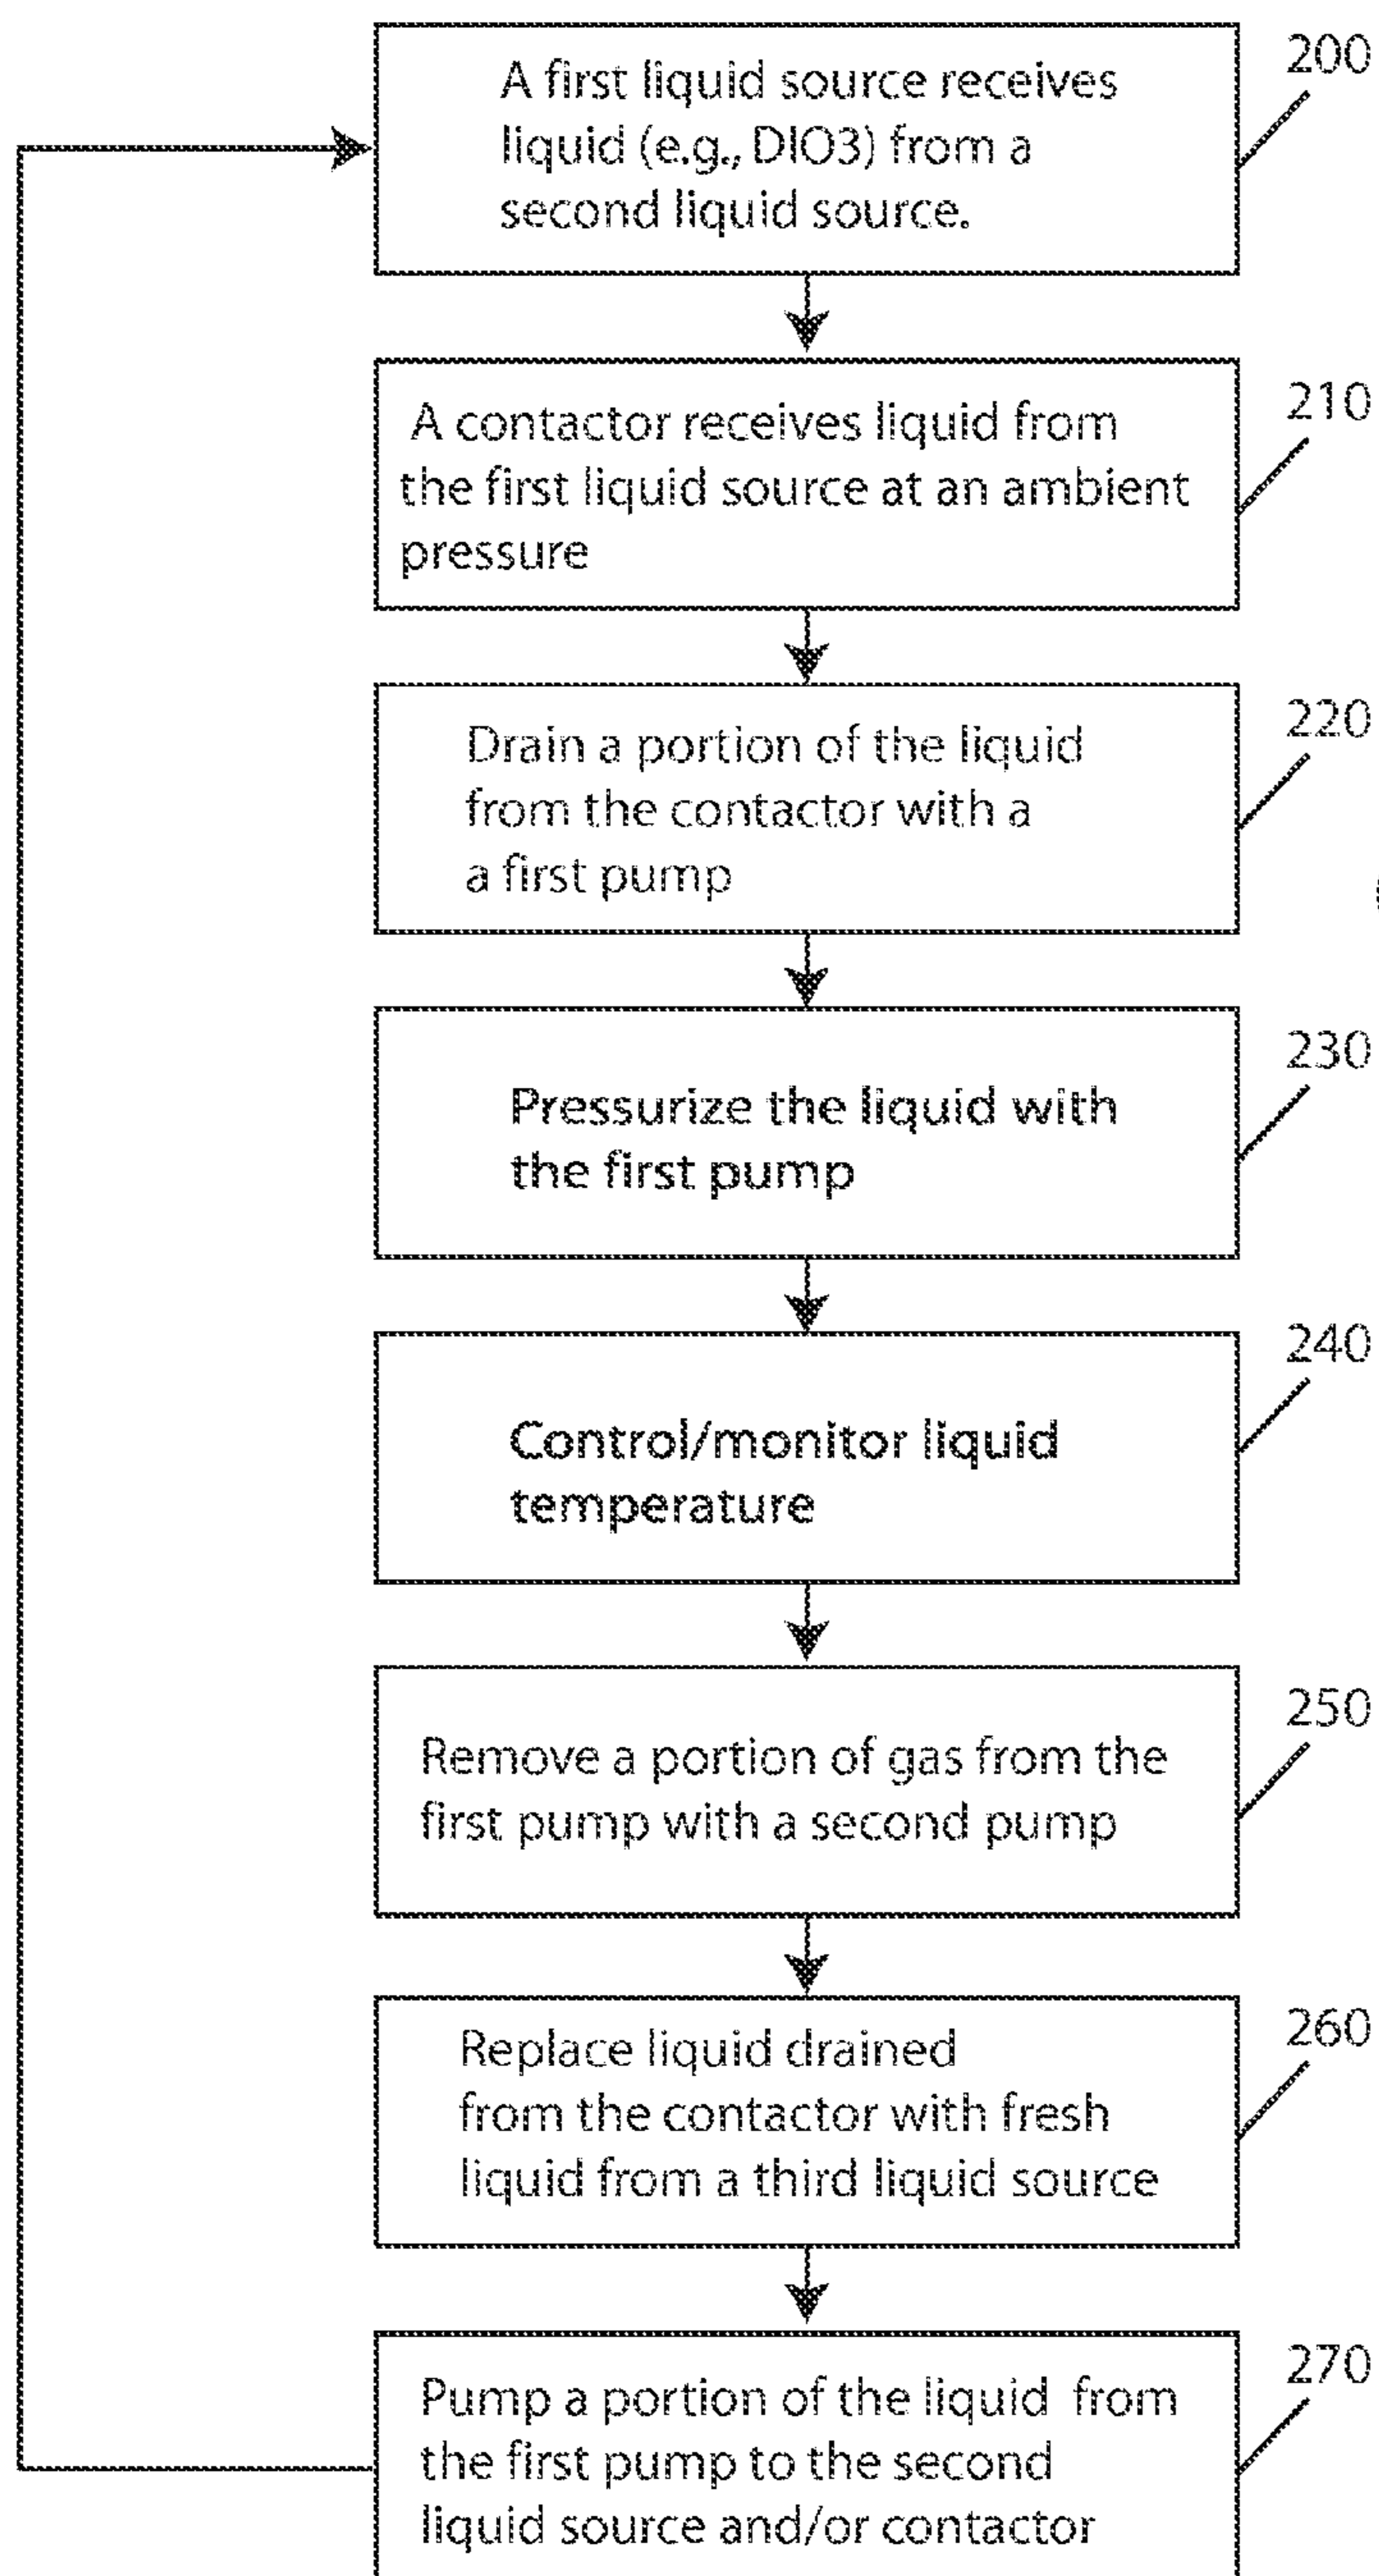 200
A first liquid source receives
liquid (e.g., DIO3) from a
second liquid source.
210
A contactor receives liquid from
the first liquid source at an ambient
pressure
220
Drain a portion of the liquid
from the contactor with a
a first pump
230
Pressurize the liquid with
the first pump
240
Control/monitor liquid
temperature
250
Remove a portion of gas from the
first pump with a second pump
260
Replace liquid drained
from the contactor with fresh
liquid from a third liquid source
270
Pump a portion of the liquid from
the first pump to the second
liquid source and/or contactor